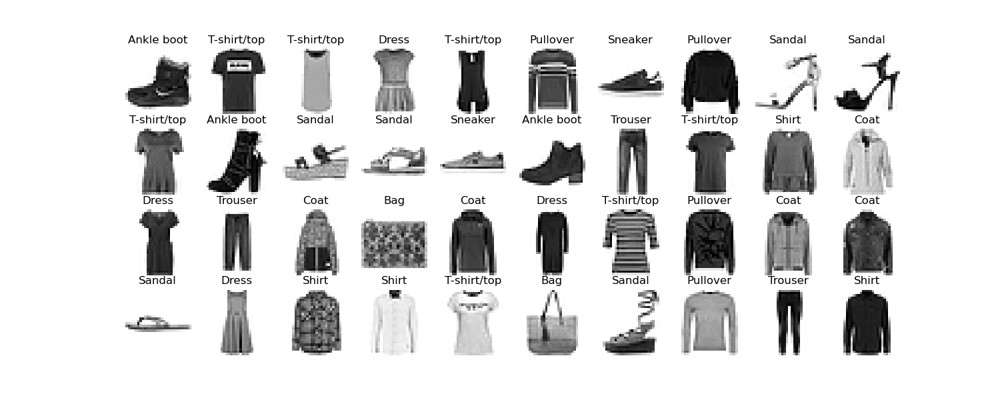 Ankle boot T-shirt/top T-shirt/top Dress T-shirt/top Pullover Sneaker Pullover Sandal Sandal
T-shirt/top Ankle boot Sandal Sandal Sneaker Ankle boot Trouser T-shirt/top Shirt Coat
Dress Trouser Coat Bag Coat Dress T-shirt/top Pullover Coat Coat
Sandal Dress Shirt Shirt T-shirt/top Bag Sandal Pullover Trouser Shirt